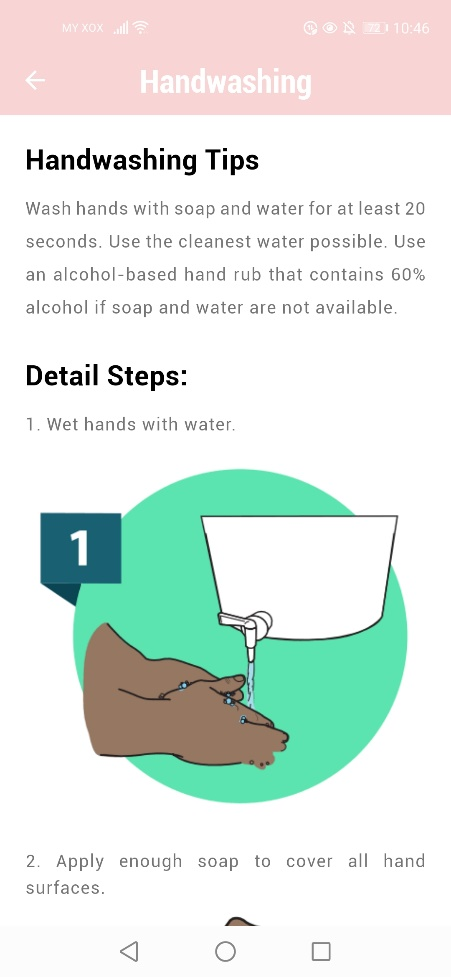 MY XOX
72 10:46
Handwashing
Handwashing Tips
Wash hands with soap and water for at least 20
seconds. Use the cleanest water possible. Use
an alcohol-based hand rub that contains 60%
alcohol if soap and water are not available.
Detail Steps:
1. Wet hands with water.
1
2. Apply enough soap to cover all hand
surfaces.